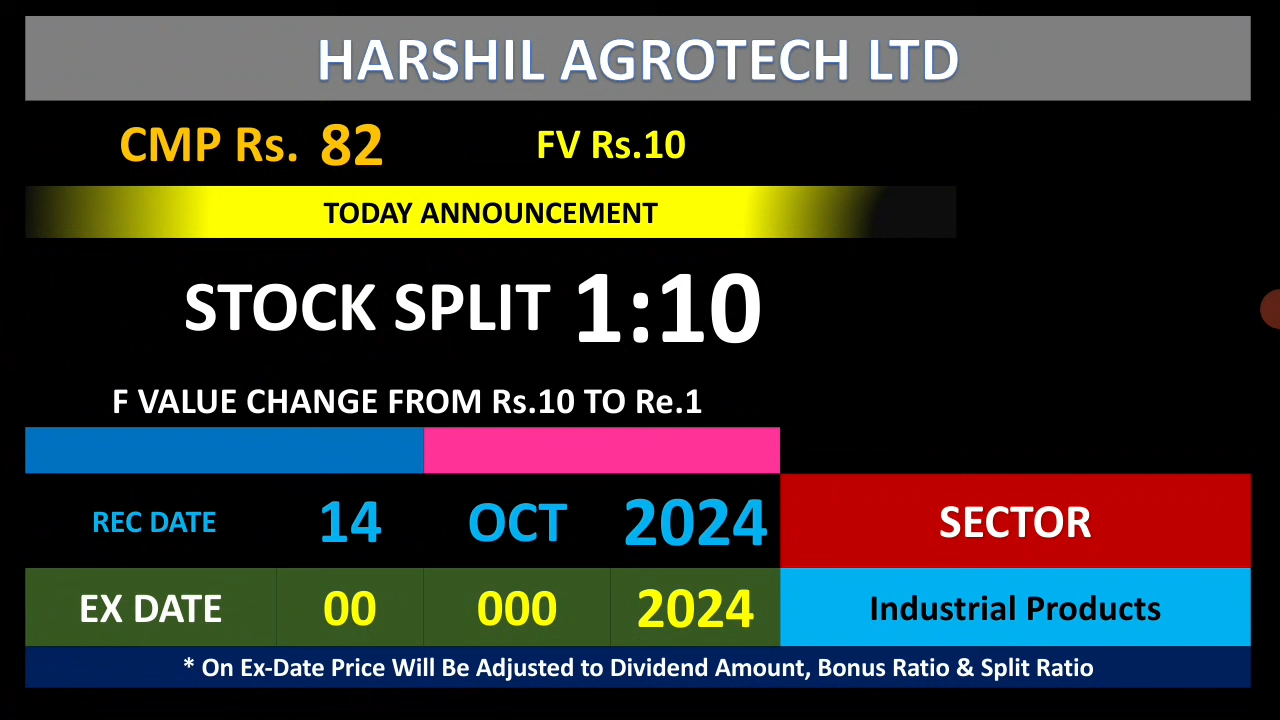 HARSHIL AGROTECH LTD
CMP Rs. 82 FV Rs.10
TODAY ANNOUNCEMENT
STOCK SPLIT 1:10
F VALUE CHANGE FROM Rs.10 TO Re.1
REC DATE 14 OCT 2024 SECTOR
EX DATE 00 000 2024 Industrial Products
* On Ex-Date Price Will Be Adjusted to Dividend Amount, Bonus Ratio & Split Ratio